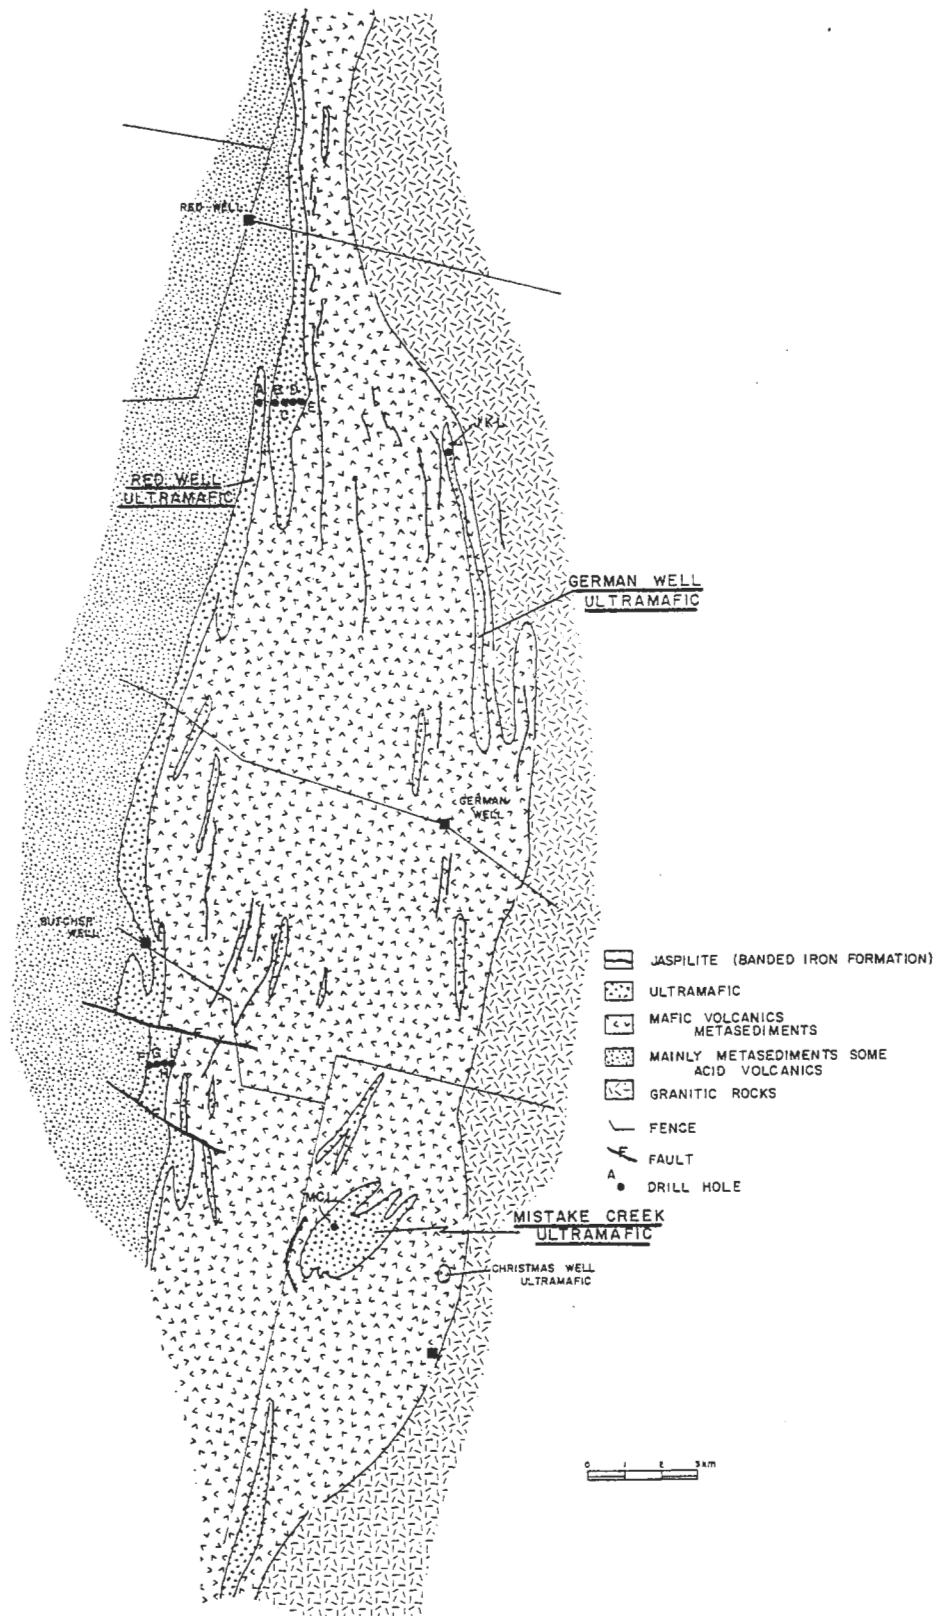 RED WELL
A B D
C E
RED WELL
ULTRAMAFIC
GERMAN WELL
ULTRAMAFIC
GERMAN
WELL
BUTCHER
WELL
JASPILITE (BANDED IRON FORMATION)
ULTRAMAFIC
MAFIC VOLCANICS
METASEDIMENTS
MAINLY METASEDIMENTS SOME
ACID VOLCANICS
GRANITIC ROCKS
FENCE
F
FAULT
A
DRILL HOLE
F
F G
H
F
MISTAKE CREEK
ULTRAMAFIC
CHRISTMAS WELL
ULTRAMAFIC
0 1 2 3 km